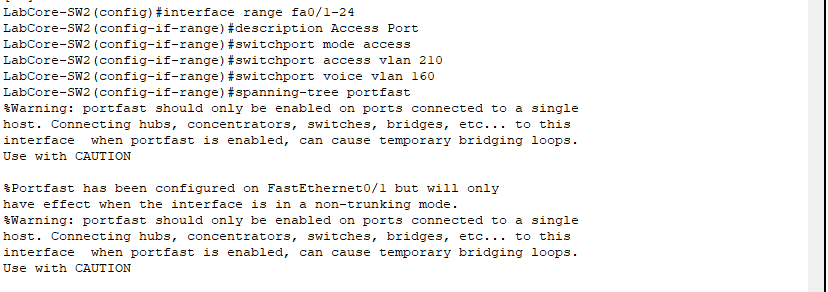 LabCore-SW2(config)#interface range fa0/1-24
LabCore-SW2(config-if-range)#description Access Port
LabCore-SW2(config-if-range)#switchport mode access
LabCore-SW2(config-if-range)#switchport access vlan 210
LabCore-SW2(config-if-range)#switchport voice vlan 160
LabCore-SW2(config-if-range)#spanning-tree portfast
%Warning: portfast should only be enabled on ports connected to a single
host. Connecting hubs, concentrators, switches, bridges, etc... to this
interface  when portfast is enabled, can cause temporary bridging loops.
Use with CAUTION

%Portfast has been configured on FastEthernet0/1 but will only
have effect when the interface is in a non-trunking mode.
%Warning: portfast should only be enabled on ports connected to a single
host. Connecting hubs, concentrators, switches, bridges, etc... to this
interface  when portfast is enabled, can cause temporary bridging loops.
Use with CAUTION